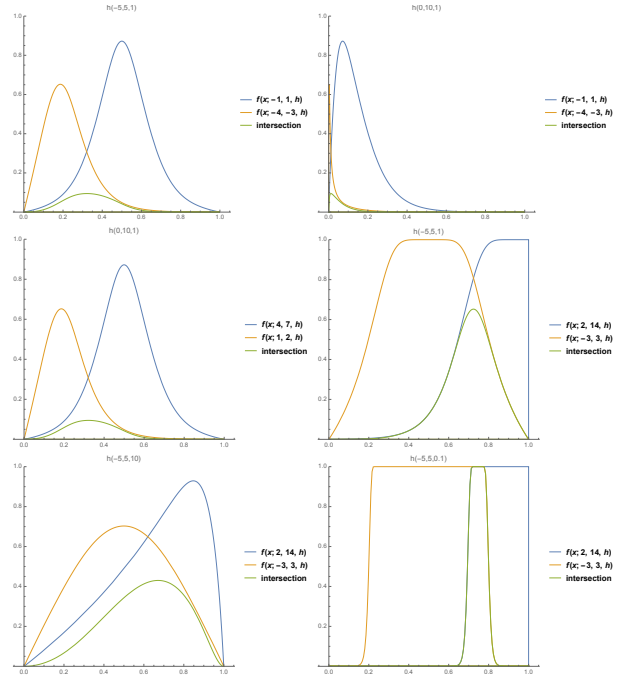 h(−5,5,1)
1.0
0.8
0.6
0.4
0.2
0.0 0.2 0.4 0.6 0.8 1.0
f(x; −1, 1, h)
f(x; −4, −3, h)
intersection
h(0,10,1)
1.0
0.8
0.6
0.4
0.2
0.0 0.2 0.4 0.6 0.8 1.0
f(x; −1, 1, h)
f(x; −4, −3, h)
intersection
h(0,10,1)
1.0
0.8
0.6
0.4
0.2
0.0 0.2 0.4 0.6 0.8 1.0
f(x; 4, 7, h)
f(x; 1, 2, h)
intersection
h(−5,5,1)
1.0
0.8
0.6
0.4
0.2
0.0 0.2 0.4 0.6 0.8 1.0
f(x; 2, 14, h)
f(x; −3, 3, h)
intersection
h(−5,5,10)
1.0
0.8
0.6
0.4
0.2
0.0 0.2 0.4 0.6 0.8 1.0
f(x; 2, 14, h)
f(x; −3, 3, h)
intersection
h(−5,5,0.1)
1.0
0.8
0.6
0.4
0.2
0.0 0.2 0.4 0.6 0.8 1.0
f(x; 2, 14, h)
f(x; −3, 3, h)
intersection